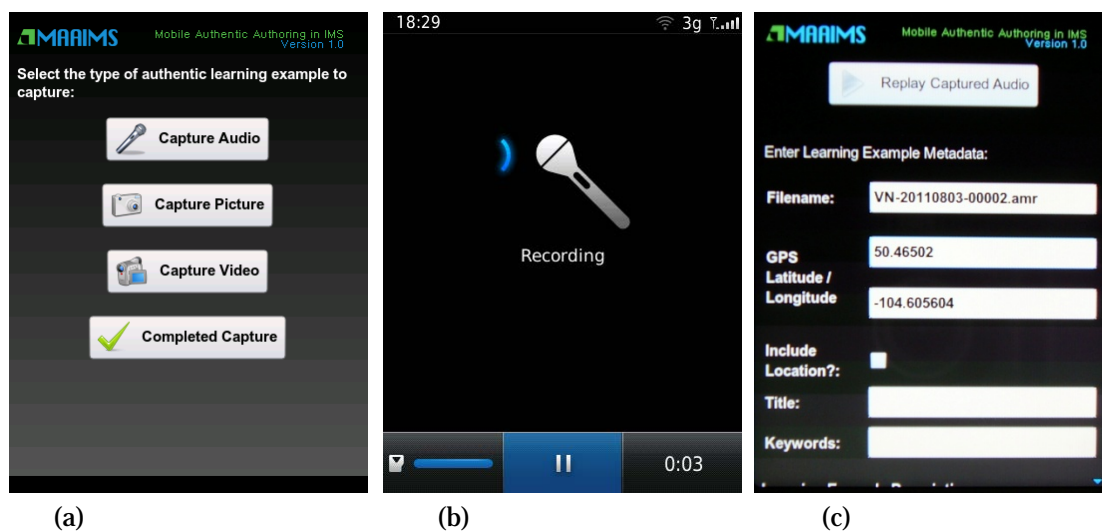 MAAIMS
Mobile Authentic Authoring in IMS
Version 1.0
Select the type of authentic learning example to
capture:
Capture Audio
Capture Picture
Capture Video
Completed Capture
(a)
18:29
3g
Recording
0:03
(b)
MAAIMS
Mobile Authentic Authoring in IMS
Version 1.0
Replay Captured Audio
Enter Learning Example Metadata:
Filename:
VN-20110803-00002.amr
GPS
Latitude /
Longitude
50.46502
-104.605604
Include
Location?:
Title:
Keywords:
(c)